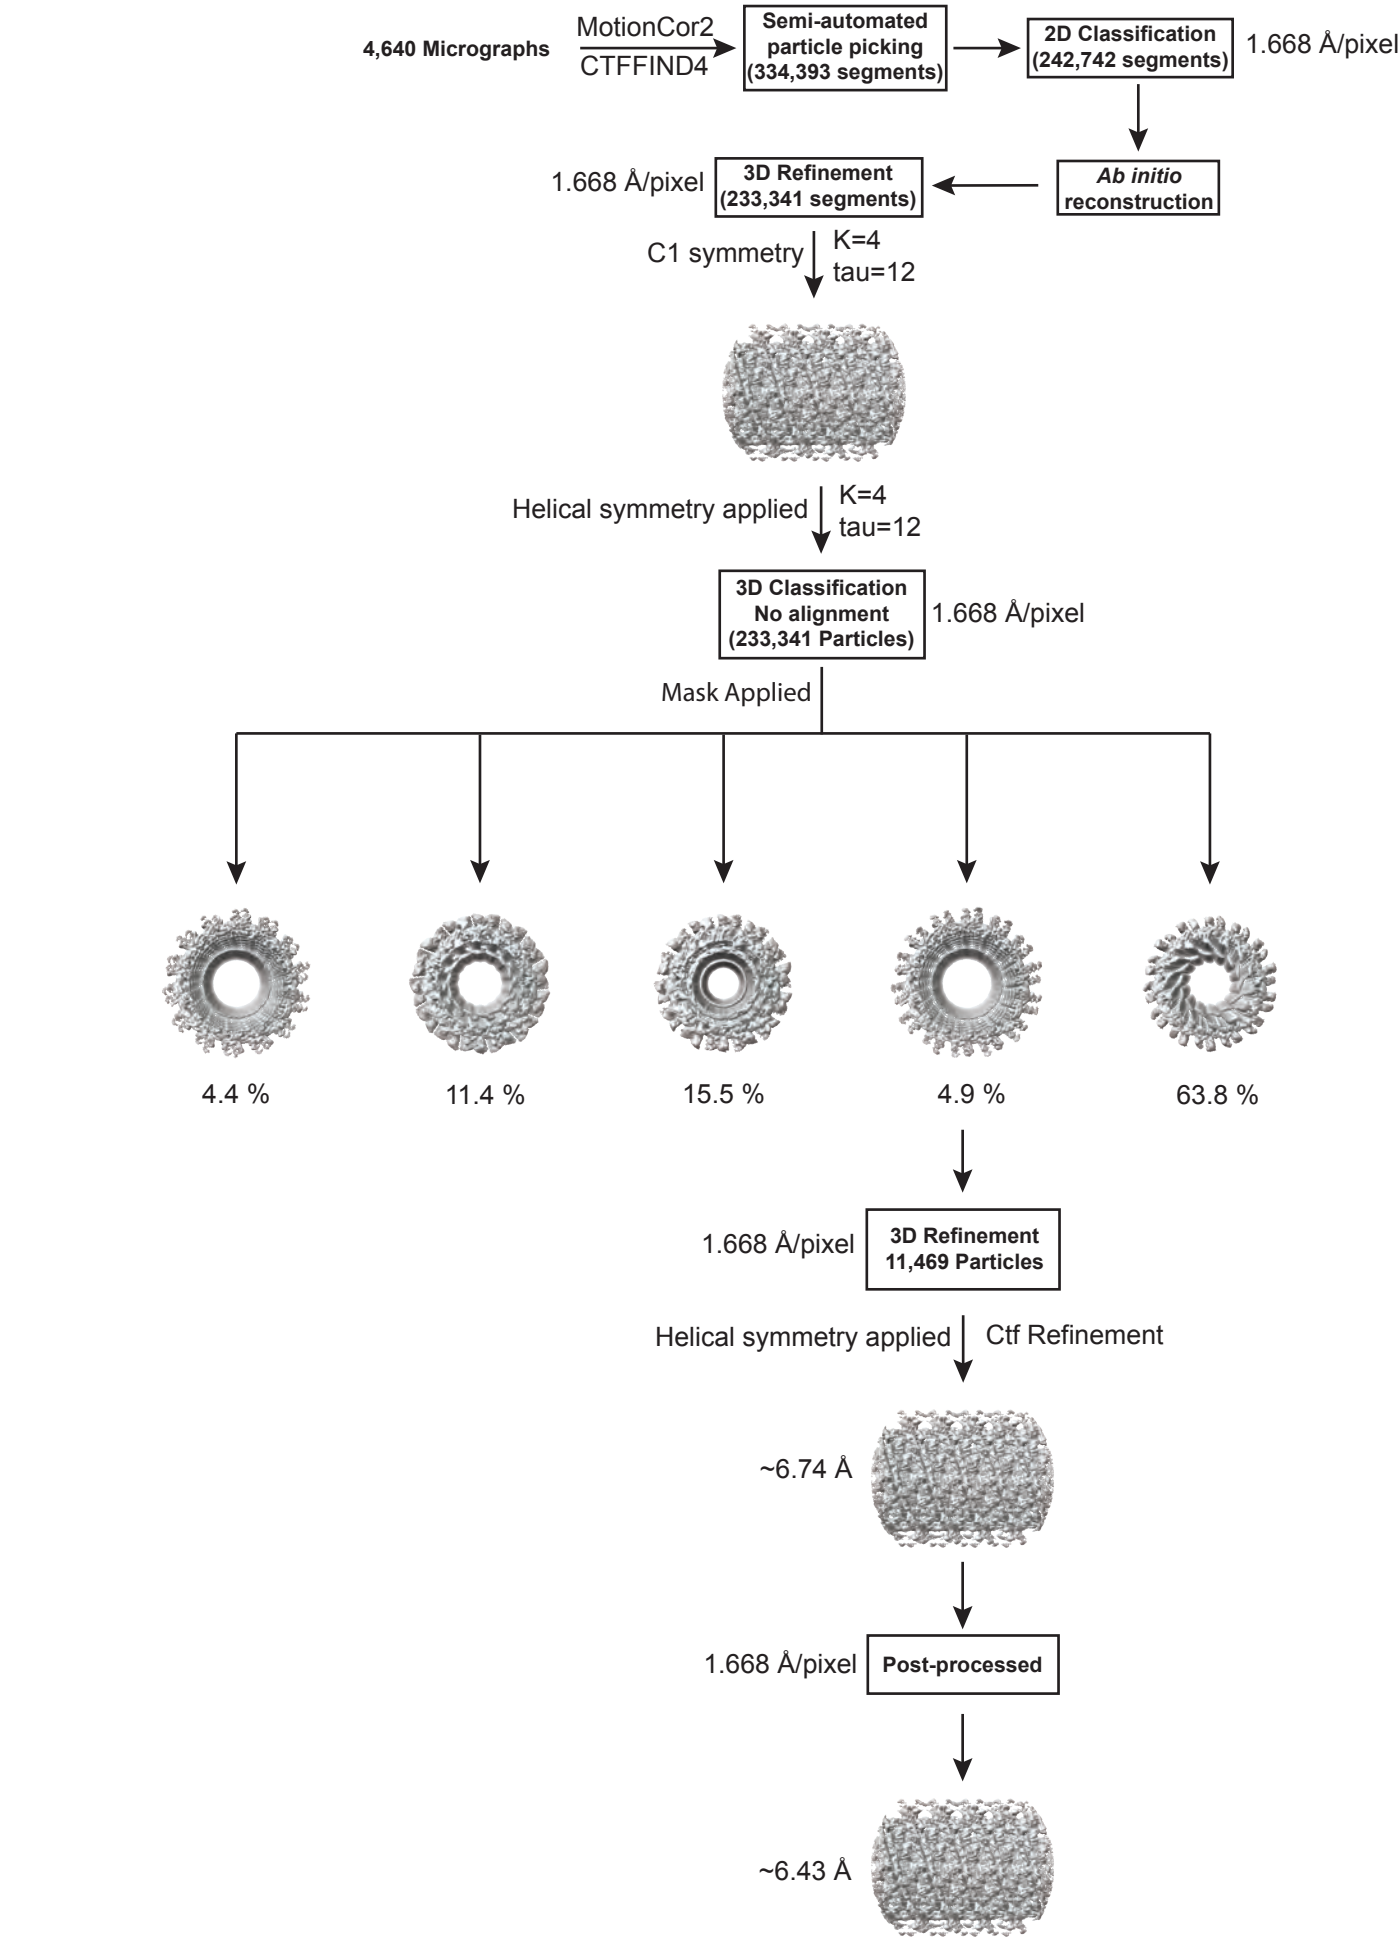 4,640 Micrographs
MotionCor2
CTFFIND4
Semi-automated
particle picking
(334,393 segments)
2D Classification
(242,742 segments)
1.668 Å/pixel
Ab initio
reconstruction
1.668 Å/pixel
3D Refinement
(233,341 segments)
C1 symmetry
K=4
tau=12
Helical symmetry applied
K=4
tau=12
3D Classification
No alignment
(233,341 Particles)
1.668 Å/pixel
Mask Applied
4.4 %
11.4 %
15.5 %
4.9 %
63.8 %
1.668 Å/pixel
3D Refinement
11,469 Particles
Helical symmetry applied
Ctf Refinement
~6.74 Å
1.668 Å/pixel
Post-processed
~6.43 Å